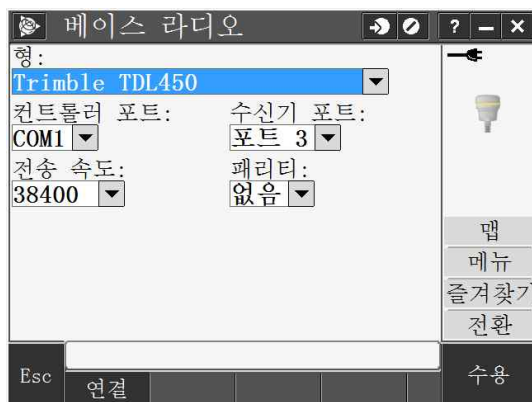 베이스 라디오
? – ×
형:
Trimble TDL450
컨트롤러 포트: 수신기 포트:
COM1 포트 3
전송 속도: 패리티:
38400 없음
맵
메뉴
즐겨찾기
전환
Esc 연결 수용